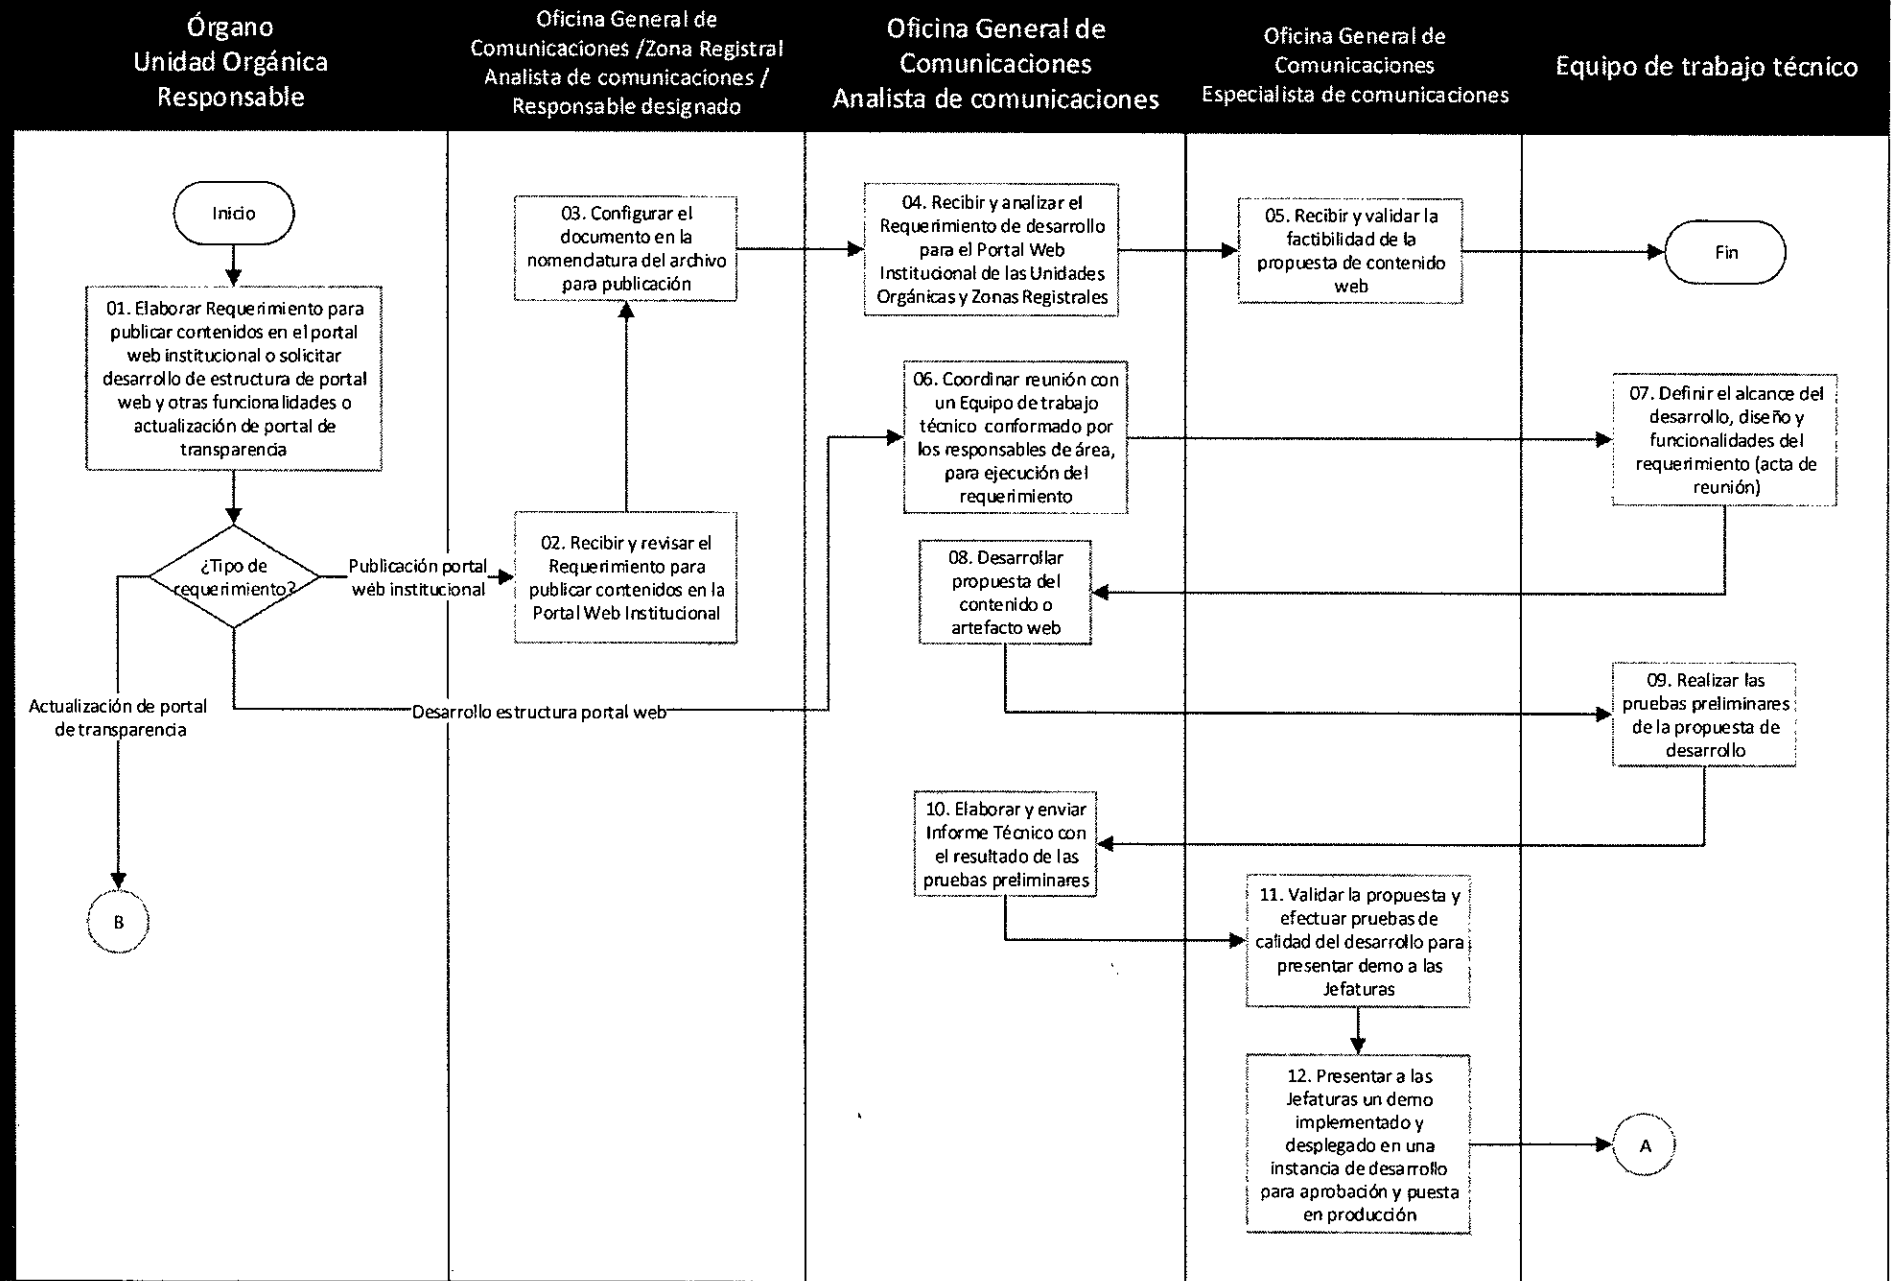 Órgano
Unidad Orgánica
Responsable
Oficina General de
Comunicaciones /Zona Registral
Analista de comunicaciones /
Responsable designado
Oficina General de
Comunicaciones
Analista de comunicaciones
Oficina General de
Comunicaciones
Especialista de comunicaciones
Equipo de trabajo técnico
Inicio
01. Elaborar Requerimiento para
publicar contenidos en el portal
web institucional o solicitar
desarrollo de estructura de portal
web y otras funcionalidades o
actualización de portal de
transparencia
¿Tipo de
requerimiento?
Publicación portal
web institucional
Actualización de portal
de transparencia
Desarrollo estructura portal web
B
02. Recibir y revisar el
Requerimiento para
publicar contenidos en la
Portal Web Institucional
03. Configurar el
documento en la
nomenclatura del archivo
para publicación
04. Recibir y analizar el
Requerimiento de desarrollo
para el Portal Web
Institucional de las Unidades
Orgánicas y Zonas Registrales
05. Recibir y validar la
factibilidad de la
propuesta de contenido
web
Fin
06. Coordinar reunión con
un Equipo de trabajo
técnico conformado por
los responsables de área,
para ejecución del
requerimiento
07. Definir el alcance del
desarrollo, diseño y
funcionalidades del
requerimiento (acta de
reunión)
08. Desarrollar
propuesta del
contenido o
artefacto web
09. Realizar las
pruebas preliminares
de la propuesta de
desarrollo
10. Elaborar y enviar
Informe Técnico con
el resultado de las
pruebas preliminares
11. Validar la propuesta y
efectuar pruebas de
calidad del desarrollo para
presentar demo a las
Jefaturas
12. Presentar a las
Jefaturas un demo
implementado y
desplegado en una
instancia de desarrollo
para aprobación y puesta
en producción
A